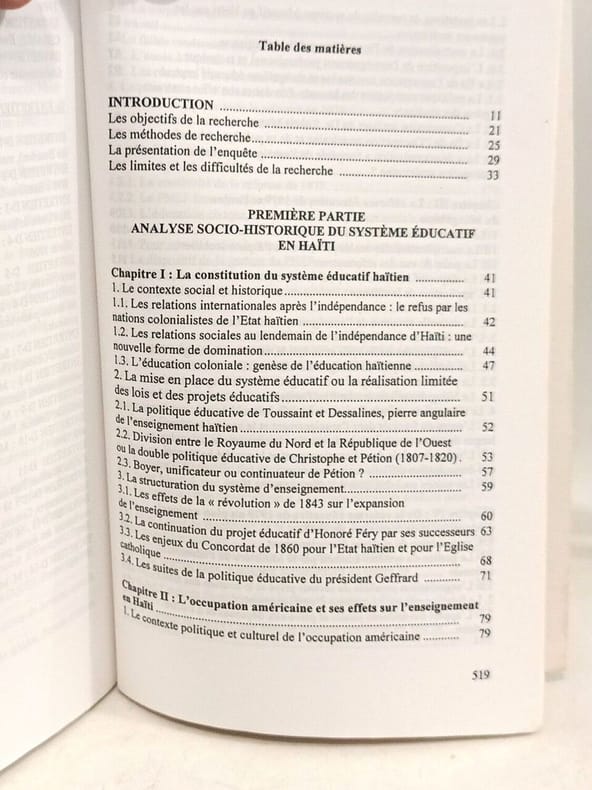 Table des matières
INTRODUCTION ........ 11
Les objectifs de la recherche ........ 21
Les méthodes de recherche........ 25
La présentation de l'enquête ........ 29
Les limites et les difficultés de la recherche ........ 33
PREMIÈRE PARTIE
ANALYSE SOCIO-HISTORIQUE DU SYSTÈME ÉDUCATIF
EN HAÏTI
Chapitre I : La constitution du système éducatif haïtien ........ 41
1. Le contexte social et historique ........ 41
1.1. Les relations internationales après l'indépendance : le refus par les
nations colonialistes de l'Etat haïtien ........ 42
1.2. Les relations sociales au lendemain de l'indépendance d'Haïti : une
nouvelle forme de domination ........ 44
1.3. L'éducation coloniale : genèse de l'éducation haïtienne ........ 47
2. La mise en place du système éducatif ou la réalisation limitée
des lois et des projets éducatifs ........ 51
2.1. La politique éducative de Toussaint et Dessalines, pierre angulaire
de l'enseignement haïtien ........ 52
2.2. Division entre le Royaume du Nord et la République de l'Ouest
ou la double politique éducative de Christophe et Pétion (1807-1820) . 53
2.3. Boyer, unificateur ou continuateur de Pétion ? ........ 57
3. La structuration du système d'enseignement ........ 59
3.1. Les effets de la « révolution » de 1843 sur l'expansion
de l'enseignement ........ 60
3.2. La continuation du projet éducatif d'Honoré Féry par ses successeurs 63
3.3. Les enjeux du Concordat de 1860 pour l'Etat haïtien et pour l'Eglise
catholique ........ 68
3.4. Les suites de la politique éducative du président Geffrard ........ 71
Chapitre II : L'occupation américaine et ses effets sur l'enseignement
en Haïti ........ 79
1. Le contexte politique et culturel de l'occupation américaine ........ 79
519